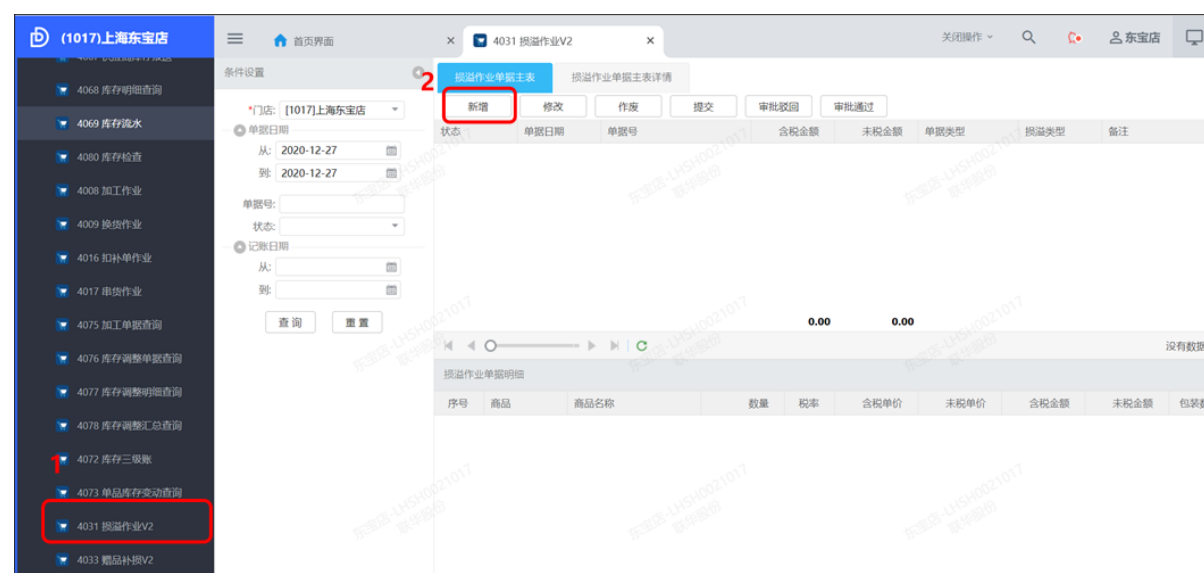 (1017)上海东宝店
首页界面
×
4031 损溢作业V2
×
关闭操作
东宝店
4068 库存明细查询
4069 库存流水
4080 库存检查
4008 加工作业
4009 换货作业
4016 扣补单作业
4017 串货作业
4075 加工单据查询
4076 库存调整单据查询
4077 库存调整明细查询
4078 库存调整汇总查询
4072 库存三级账
1
4073 单品库存变动查询
4031 损溢作业V2
4033 赠品补损V2
条件设置
*门店: [1017]上海东宝店
单据日期
从: 2020-12-27
到: 2020-12-27
单据号:
状态:
记账日期
从:
到:
查询 重置
2
损溢作业单据主表 损溢作业单据主表详情
新增 修改 作废 提交 审批驳回 审批通过
状态 单据日期 单据号 含税金额 未税金额 单据类型 损溢类型 备注
0.00 0.00
没有数据
损溢作业单据明细
序号 商品 商品名称 数量 税率 含税单价 未税单价 含税金额 未税金额 包装数
东宝店-LHSH0021017
联华股份